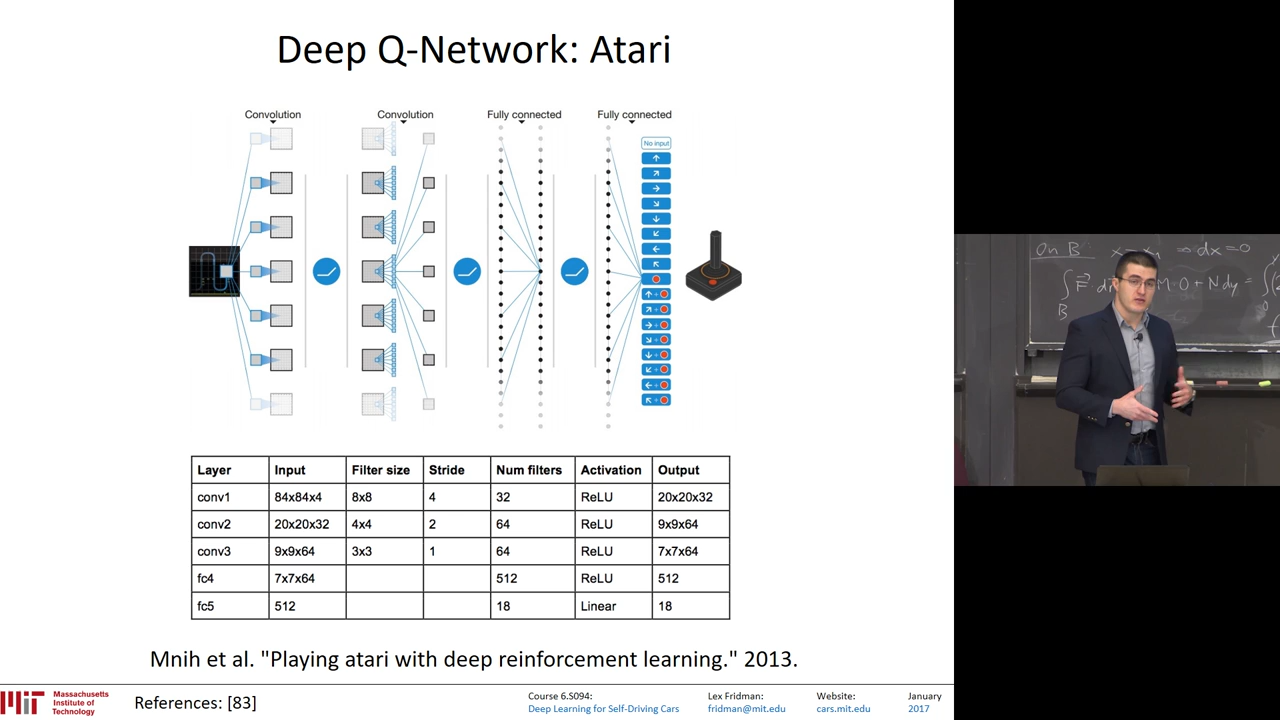 Deep Q-Network: Atari
Convolution Convolution Fully connected Fully connected
No input
Layer Input Filter size Stride Num filters Activation Output
conv1 84x84x4 8x8 4 32 ReLU 20x20x32
conv2 20x20x32 4x4 2 64 ReLU 9x9x64
conv3 9x9x64 3x3 1 64 ReLU 7x7x64
fc4 7x7x64 512 ReLU 512
fc5 512 18 Linear 18
Mnih et al. "Playing atari with deep reinforcement learning." 2013.
MIT Massachusetts Institute of Technology
References: [83]
Course 6.S094:
Deep Learning for Self-Driving Cars
Lex Fridman:
fridman@mit.edu
Website:
cars.mit.edu
January
2017
On B
⇒ dx = 0
B